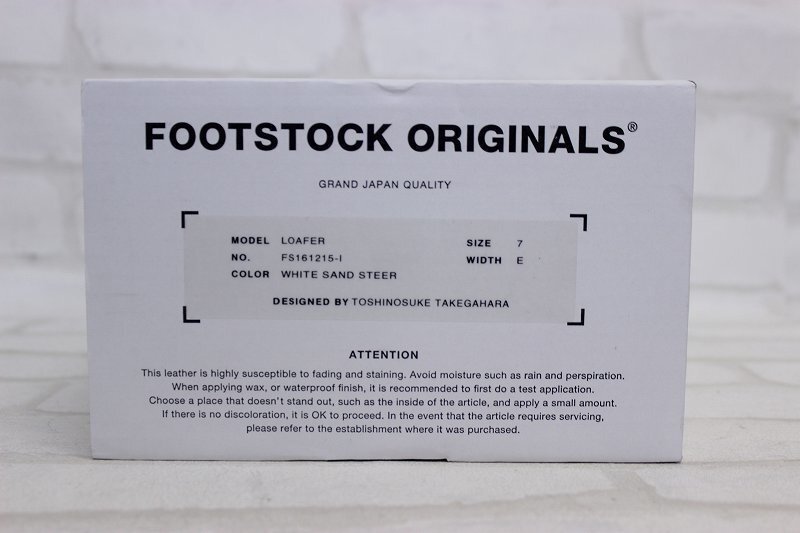 FOOTSTOCK ORIGINALS®
GRAND JAPAN QUALITY
MODEL LOAFER SIZE 7
NO. FS161215-I WIDTH E
COLOR WHITE SAND STEER
DESIGNED BY TOSHINOSUKE TAKEGAHARA
ATTENTION
This leather is highly susceptible to fading and staining. Avoid moisture such as rain and perspiration.
When applying wax, or waterproof finish, it is recommended to first do a test application.
Choose a place that doesn't stand out, such as the inside of the article, and apply a small amount.
If there is no discoloration, it is OK to proceed. In the event that the article requires servicing,
please refer to the establishment where it was purchased.